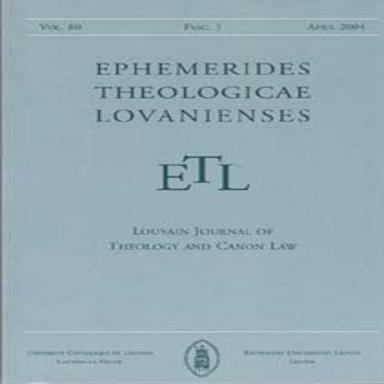 VOL. 80 FASC. 1 APRIL 2004
EPHEMERIDES
THEOLOGICAE
LOVANIENSES
ETL
LOUVAIN JOURNAL OF
THEOLOGY AND CANON LAW
UNIVERSITÉ CATHOLIQUE DE LOUVAIN KATHOLIEKE UNIVERSITEIT LEUVEN
LOUVAIN-LA-NEUVE LEUVEN